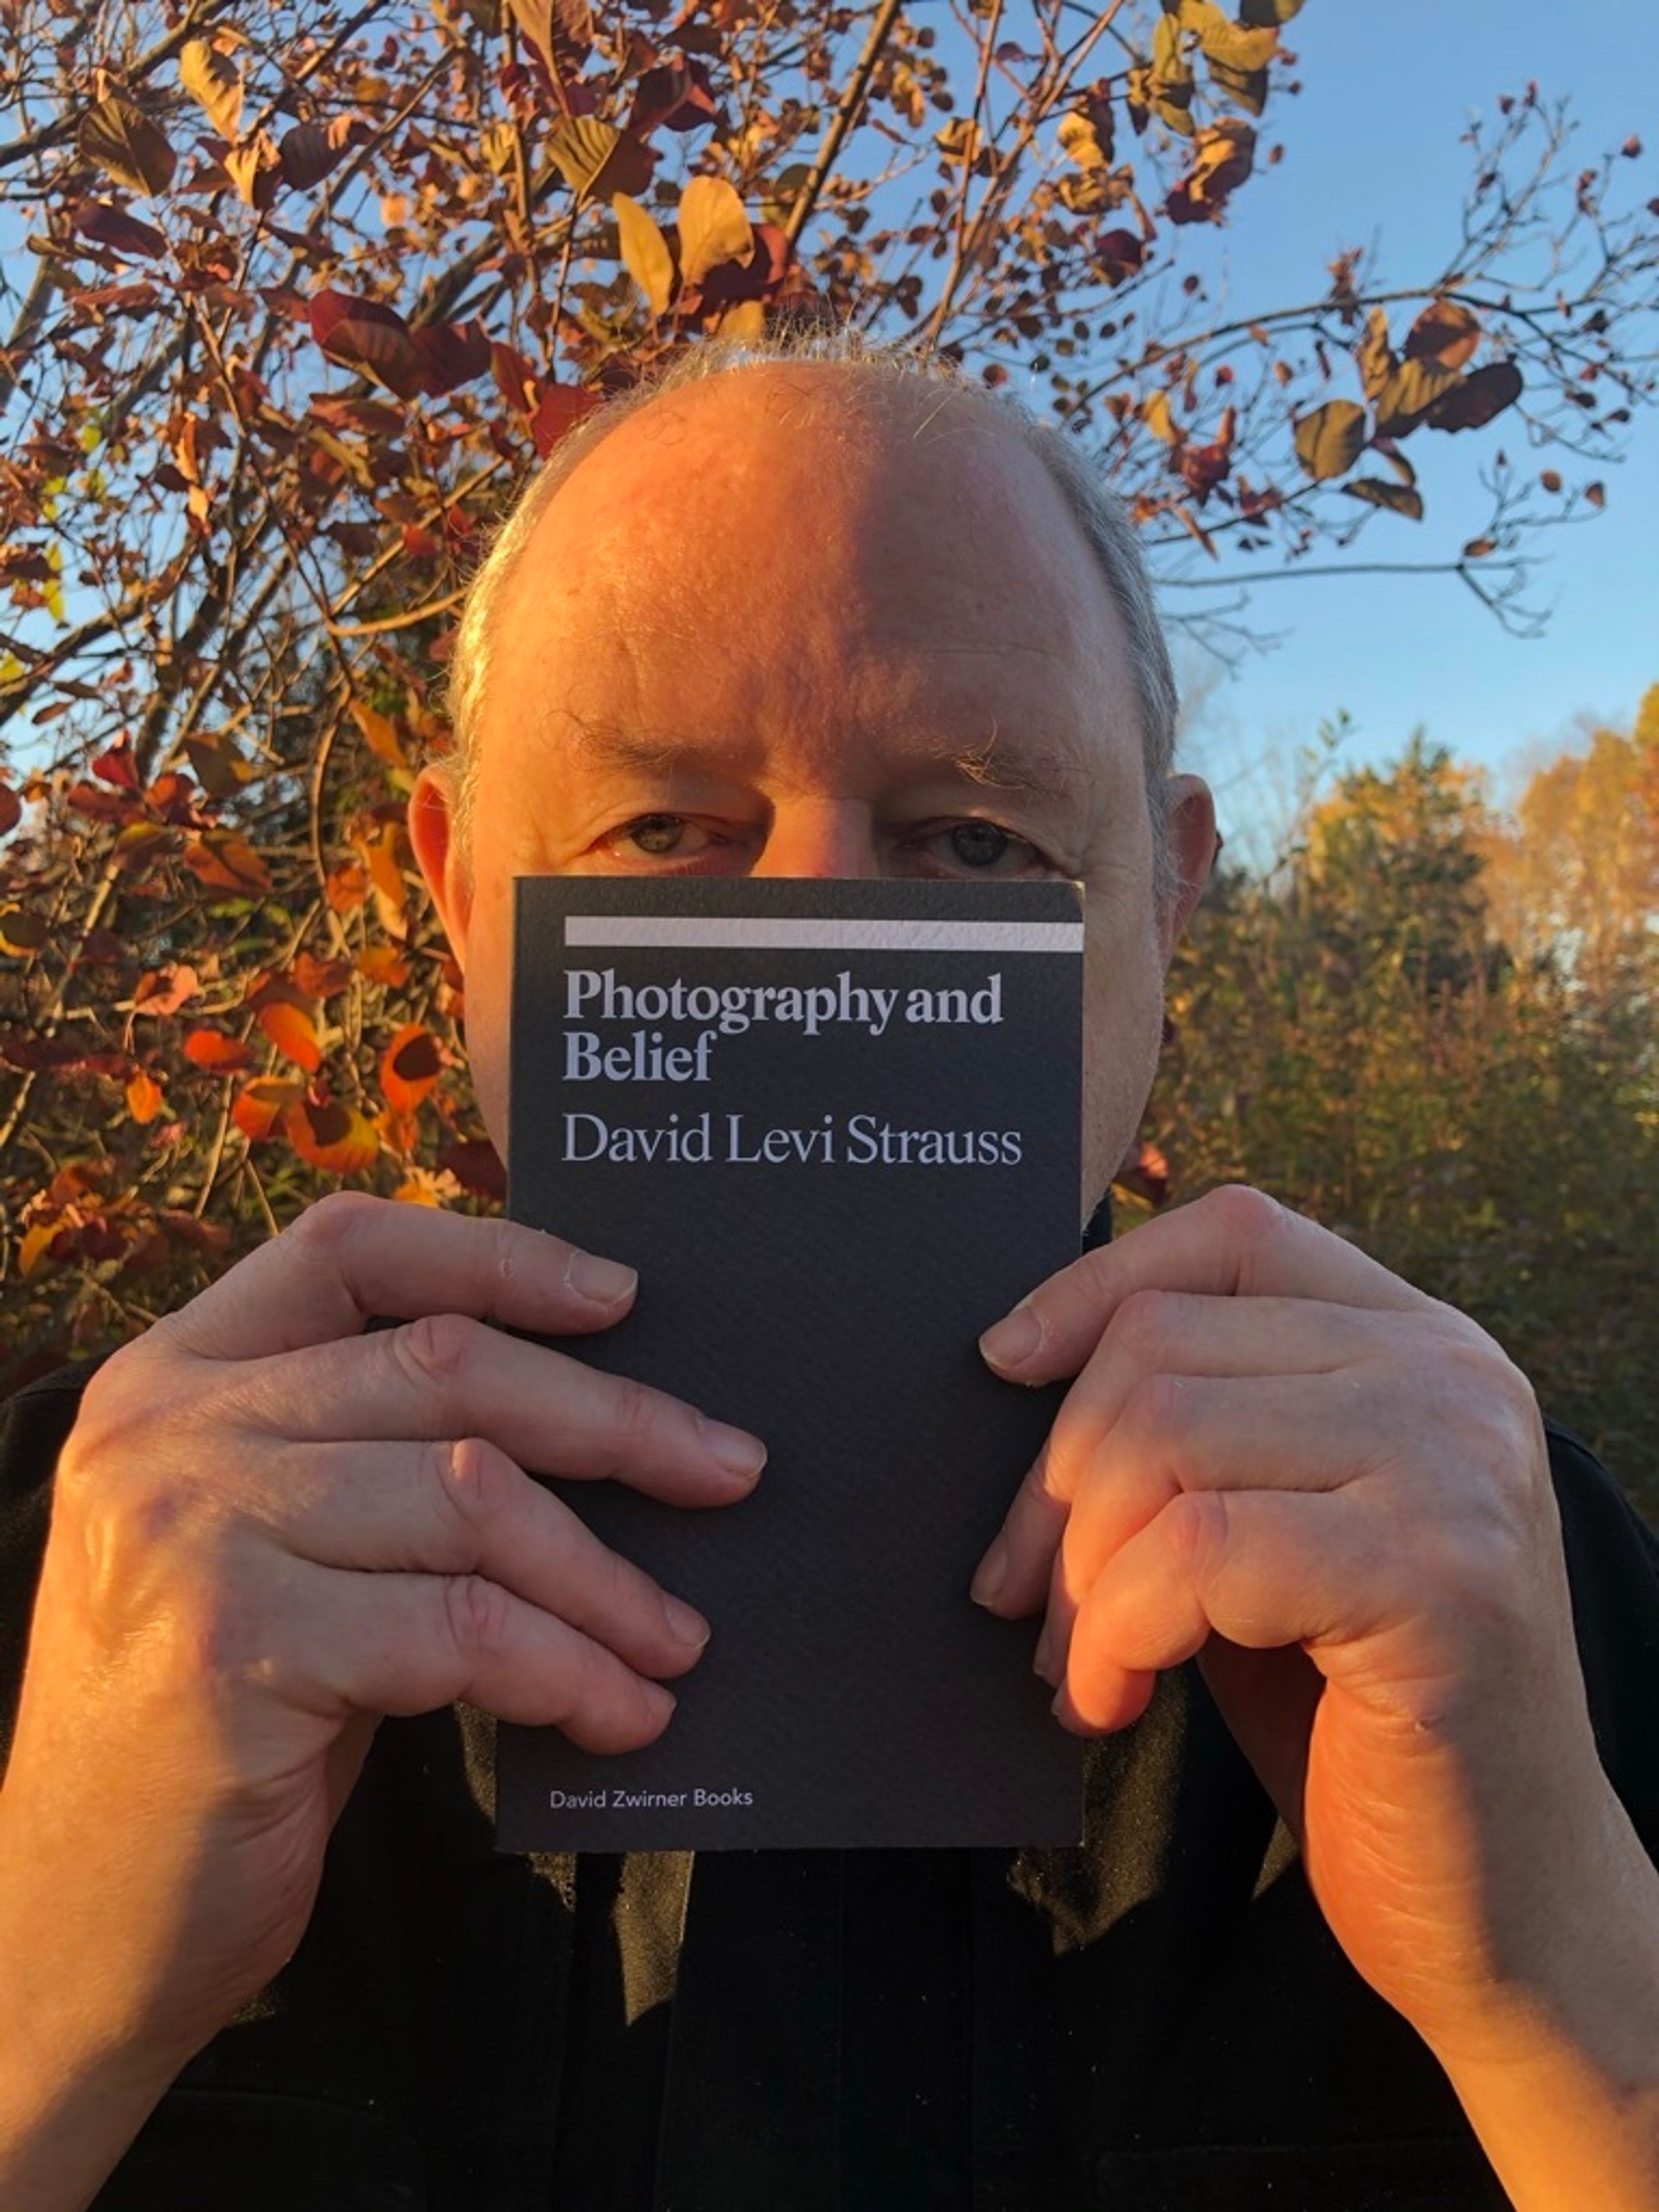 Photography and
Belief
David Levi Strauss
David Zwirner Books